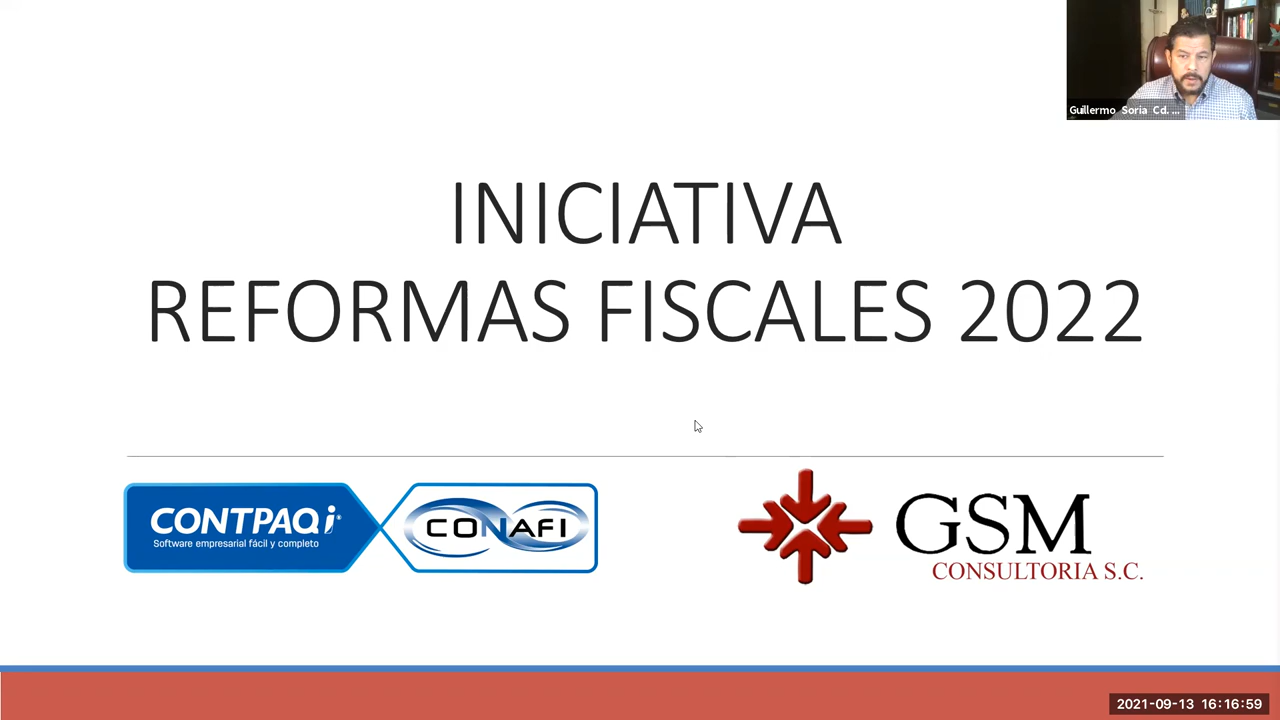 Guillermo Soria Cd. ...
INICIATIVA
REFORMAS FISCALES 2022
CONTPAQi®
Software empresarial fácil y completo
CONAFI
GSM
CONSULTORIA S.C.
2021-09-13 16:16:59